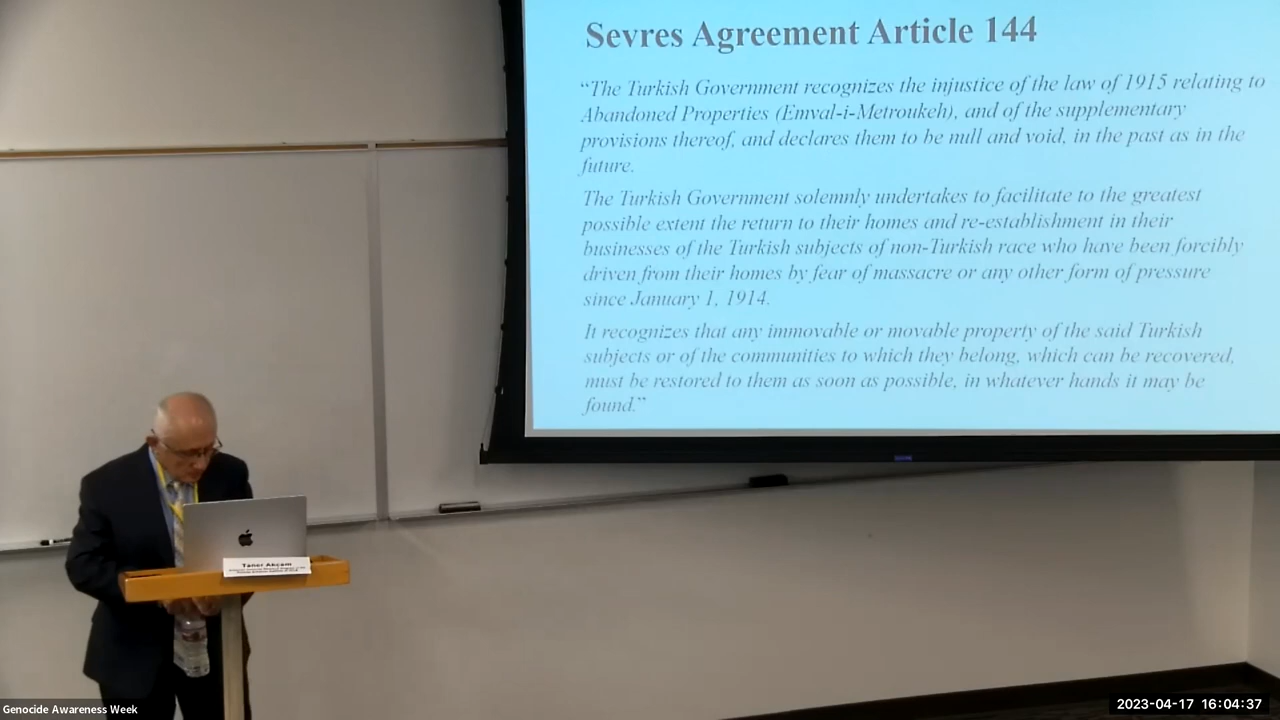 Sevres Agreement Article 144
“The Turkish Government recognizes the injustice of the law of 1915 relating to
Abandoned Properties (Emval-i-Metroukeh), and of the supplementary
provisions thereof, and declares them to be null and void, in the past as in the
future.
The Turkish Government solemnly undertakes to facilitate to the greatest
possible extent the return to their homes and re-establishment in their
businesses of the Turkish subjects of non-Turkish race who have been forcibly
driven from their homes by fear of massacre or any other form of pressure
since January 1, 1914.
It recognizes that any immovable or movable property of the said Turkish
subjects or of the communities to which they belong, which can be recovered,
must be restored to them as soon as possible, in whatever hands it may be
found.”
Taner Akçam
Genocide Awareness Week
2023-04-17 16:04:37